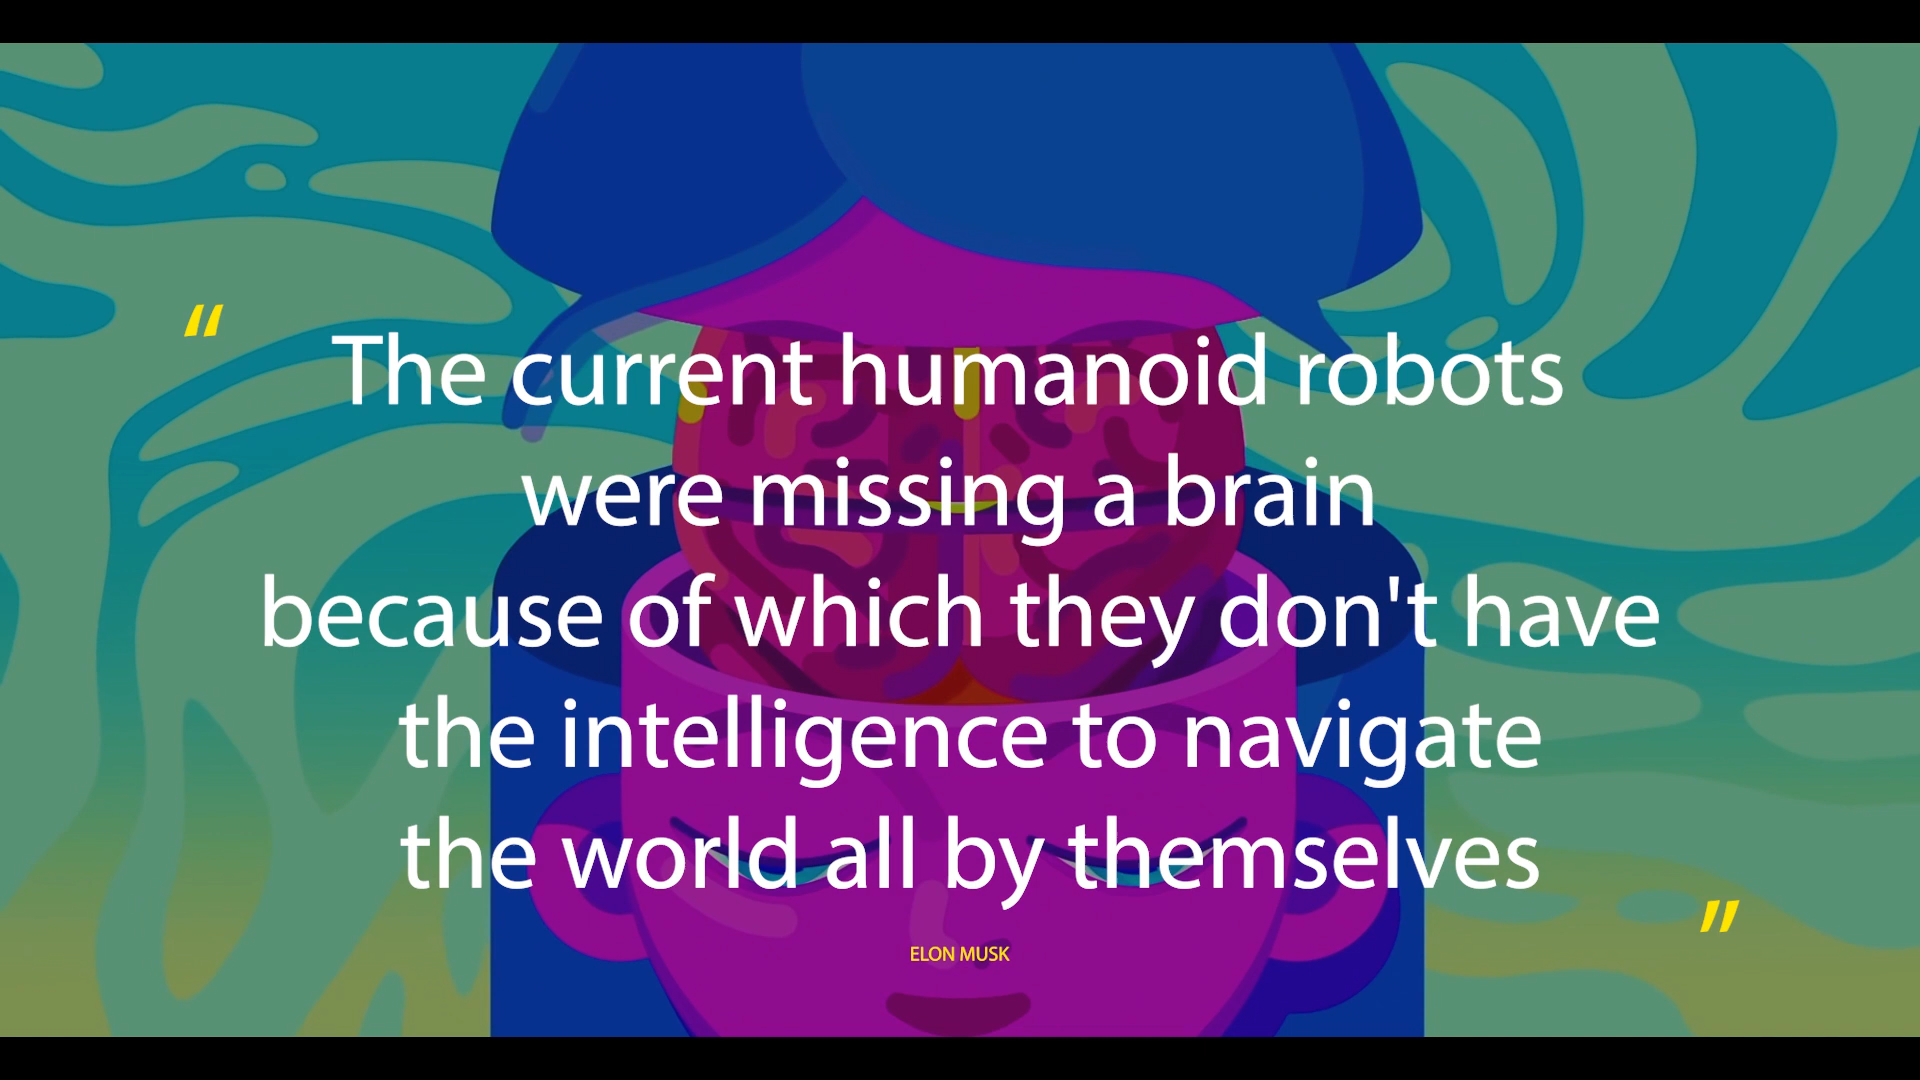 “
The current humanoid robots
were missing a brain
because of which they don't have
the intelligence to navigate
the world all by themselves
”
ELON MUSK